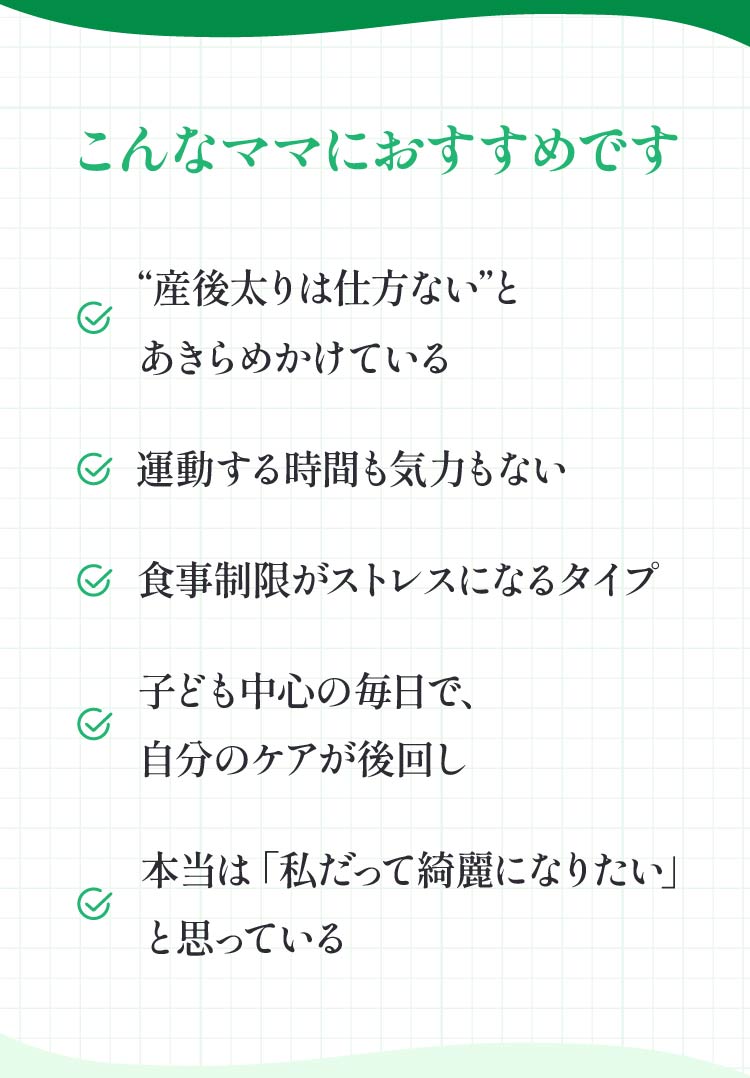 こんなママにおすすめです
“産後太りは仕方ない”と
あきらめかけている
運動する時間も気力もない
食事制限がストレスになるタイプ
子ども中心の毎日で、
自分のケアが後回し
本当は「私だって綺麗になりたい」
と思っている